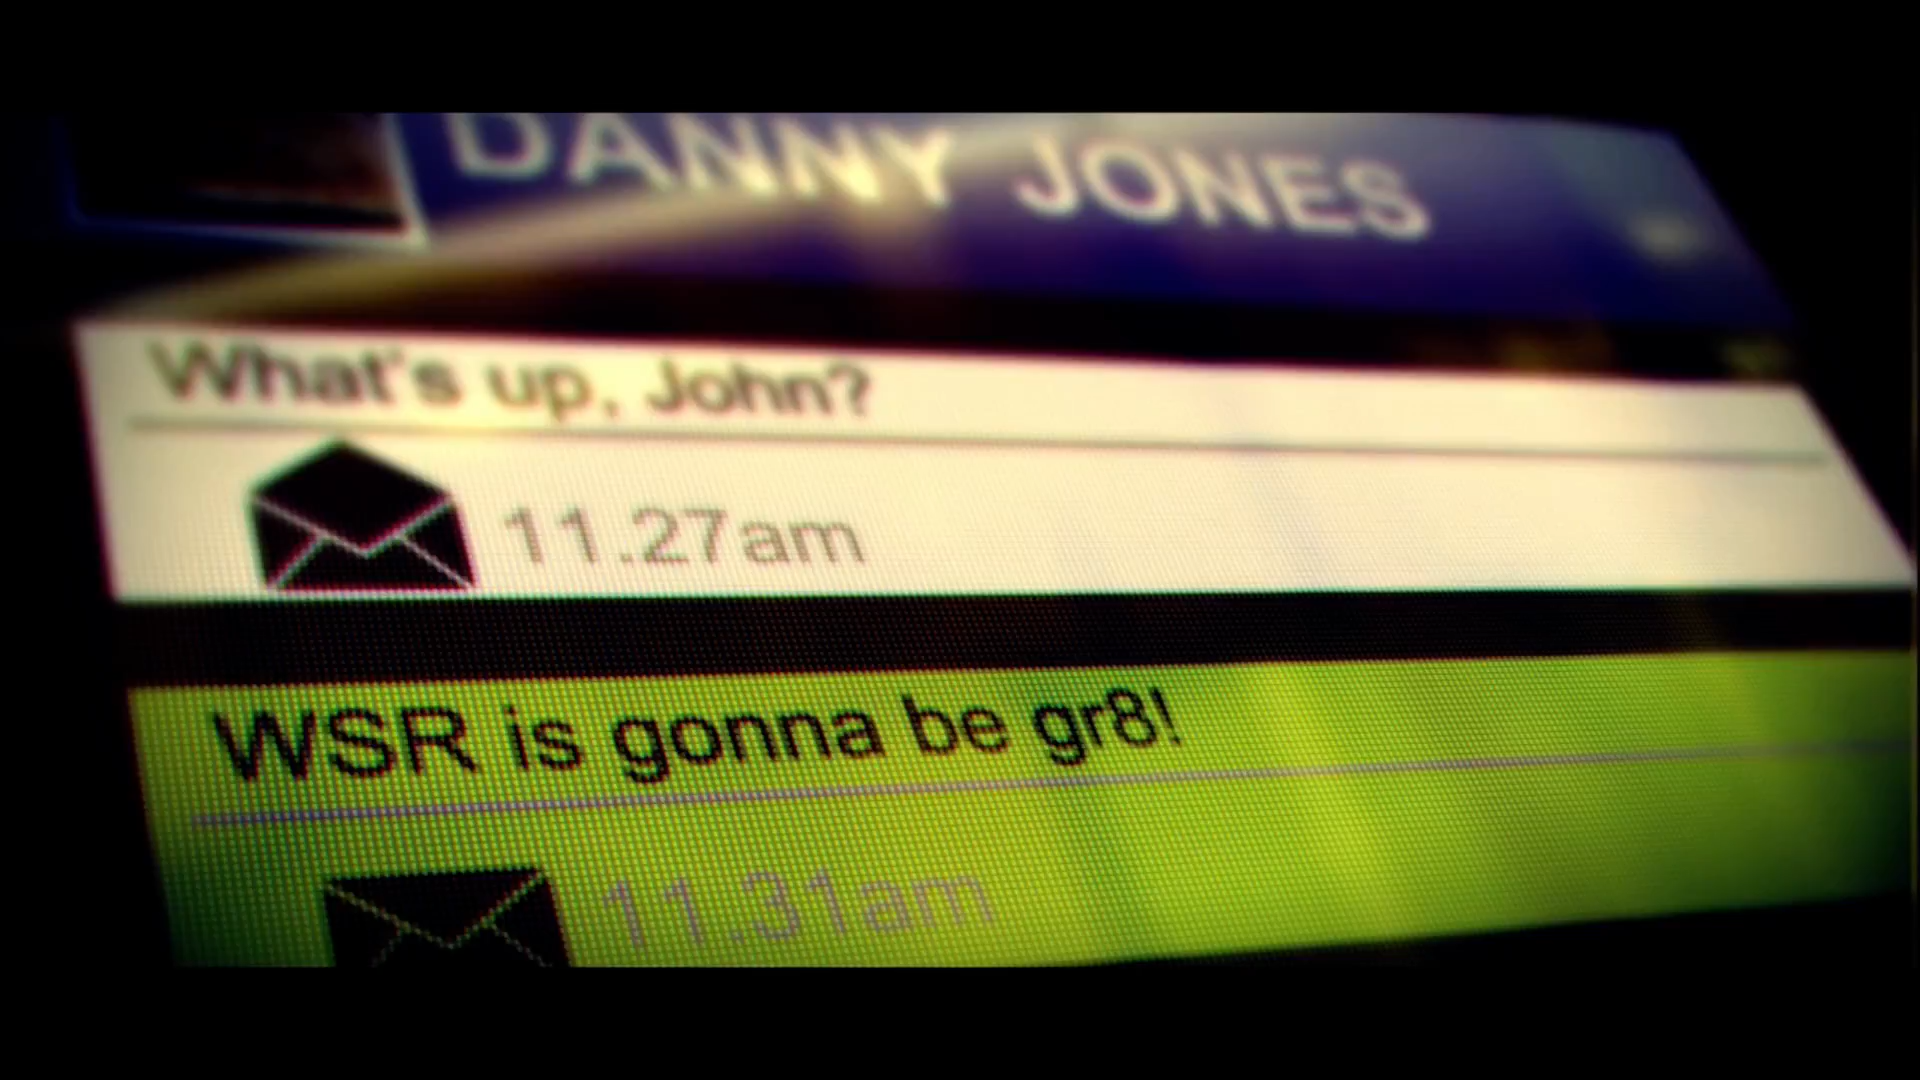 DANNY JONES
What's up, John?
11.27am
WSR is gonna be gr8!
11.31am